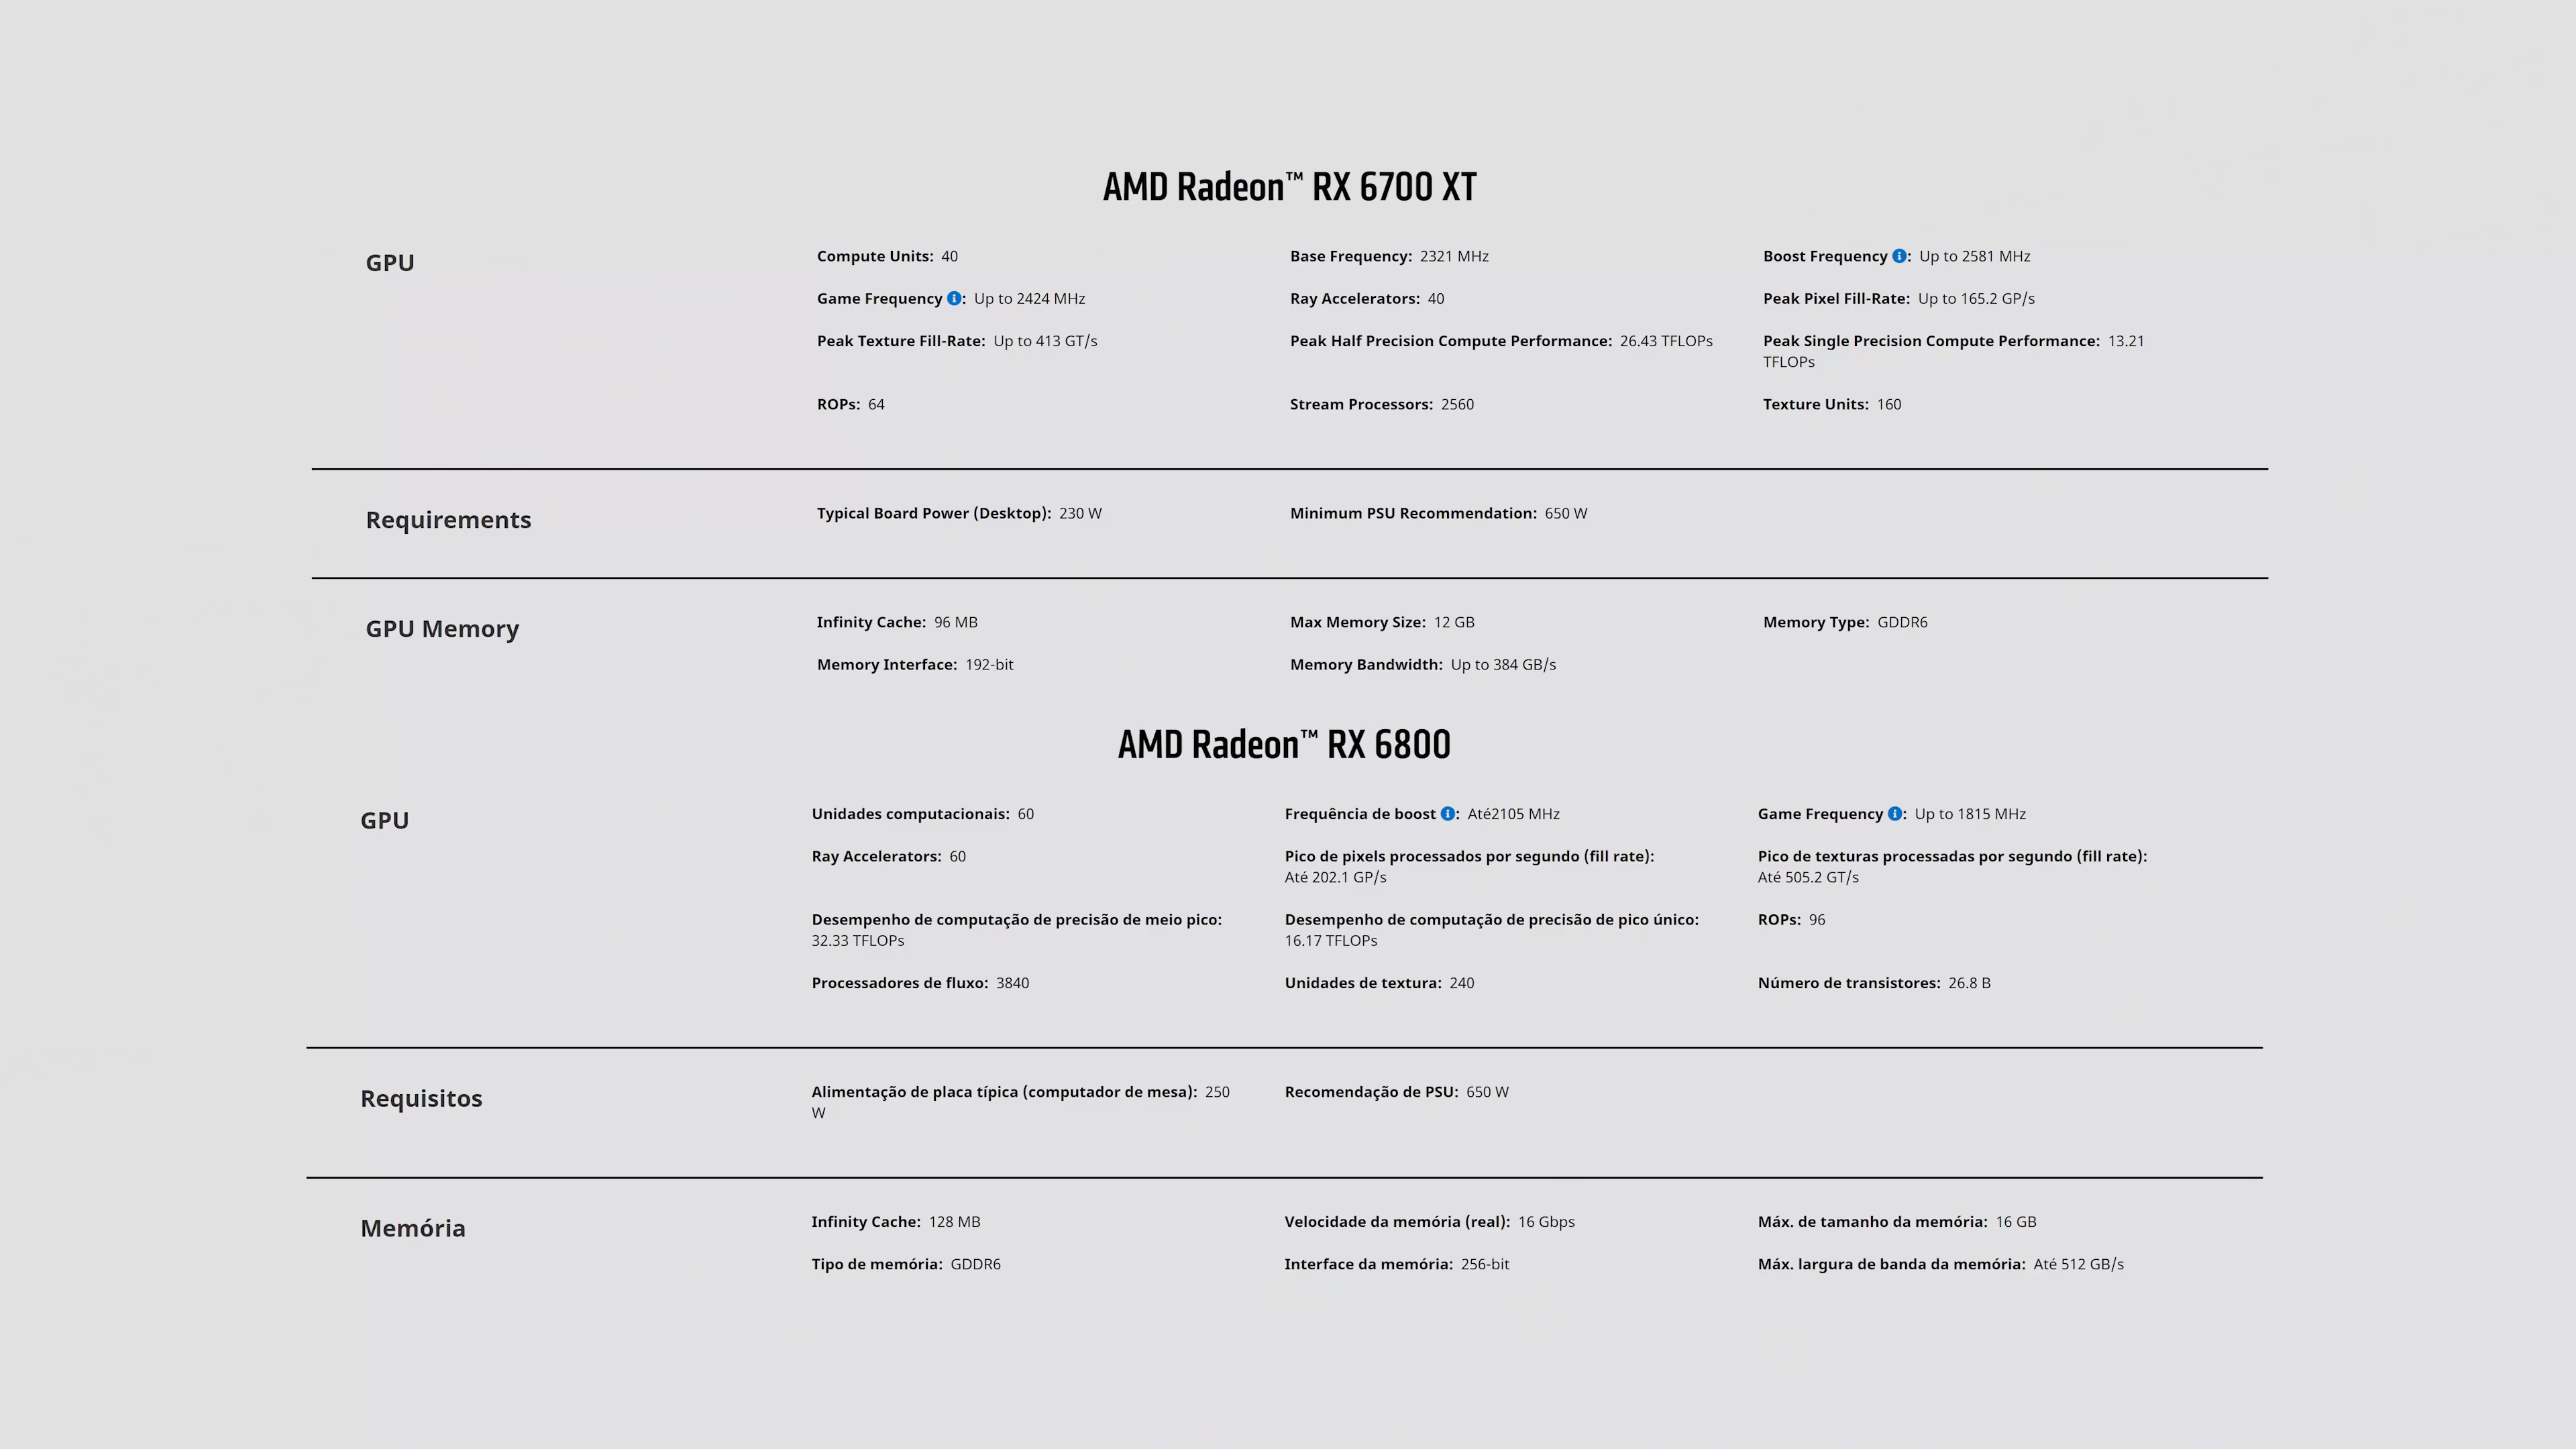 AMD Radeon™ RX 6700 XT
GPU
Compute Units: 40
Base Frequency: 2321 MHz
Boost Frequency : Up to 2581 MHz
Game Frequency : Up to 2424 MHz
Ray Accelerators: 40
Peak Pixel Fill-Rate: Up to 165.2 GP/s
Peak Texture Fill-Rate: Up to 413 GT/s
Peak Half Precision Compute Performance: 26.43 TFLOPs
Peak Single Precision Compute Performance: 13.21
TFLOPs
ROPs: 64
Stream Processors: 2560
Texture Units: 160
Requirements
Typical Board Power (Desktop): 230 W
Minimum PSU Recommendation: 650 W
GPU Memory
Infinity Cache: 96 MB
Max Memory Size: 12 GB
Memory Type: GDDR6
Memory Interface: 192-bit
Memory Bandwidth: Up to 384 GB/s
AMD Radeon™ RX 6800
GPU
Unidades computacionais: 60
Frequência de boost : Até2105 MHz
Game Frequency : Up to 1815 MHz
Ray Accelerators: 60
Pico de pixels processados por segundo (fill rate):
Até 202.1 GP/s
Pico de texturas processadas por segundo (fill rate):
Até 505.2 GT/s
Desempenho de computação de precisão de meio pico:
32.33 TFLOPs
Desempenho de computação de precisão de pico único:
16.17 TFLOPs
ROPs: 96
Processadores de fluxo: 3840
Unidades de textura: 240
Número de transistores: 26.8 B
Requisitos
Alimentação de placa típica (computador de mesa): 250
W
Recomendação de PSU: 650 W
Memória
Infinity Cache: 128 MB
Velocidade da memória (real): 16 Gbps
Máx. de tamanho da memória: 16 GB
Tipo de memória: GDDR6
Interface da memória: 256-bit
Máx. largura de banda da memória: Até 512 GB/s